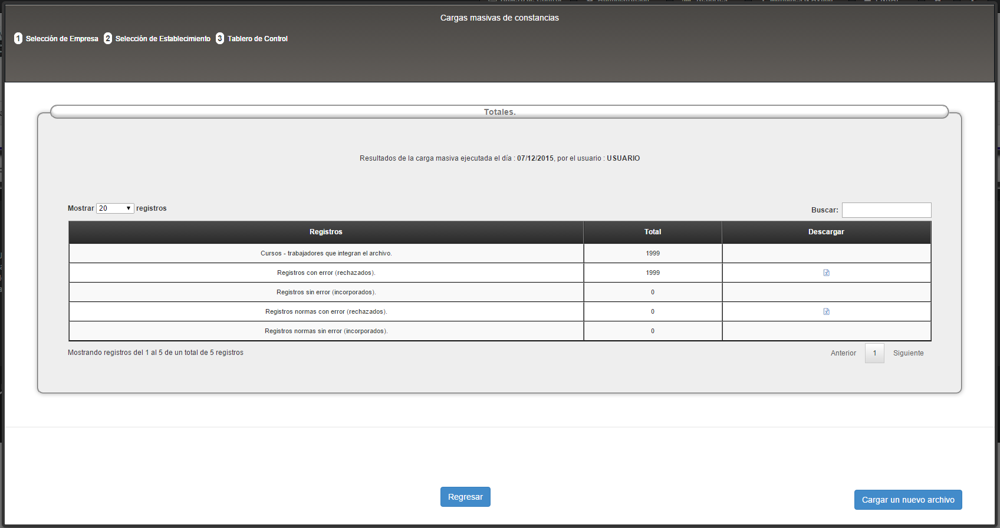 Cargas masivas de constancias
1 Selección de Empresa 2 Selección de Establecimiento 3 Tablero de Control
Totales.
Resultados de la carga masiva ejecutada el día : 07/12/2015, por el usuario : USUARIO
Mostrar 20 registros
Buscar:
Registros Total Descargar
Cursos - trabajadores que integran el archivo. 1999
Registros con error (rechazados). 1999
Registros sin error (incorporados). 0
Registros normas con error (rechazados). 0
Registros normas sin error (incorporados). 0
Mostrando registros del 1 al 5 de un total de 5 registros
Anterior 1 Siguiente
Regresar
Cargar un nuevo archivo